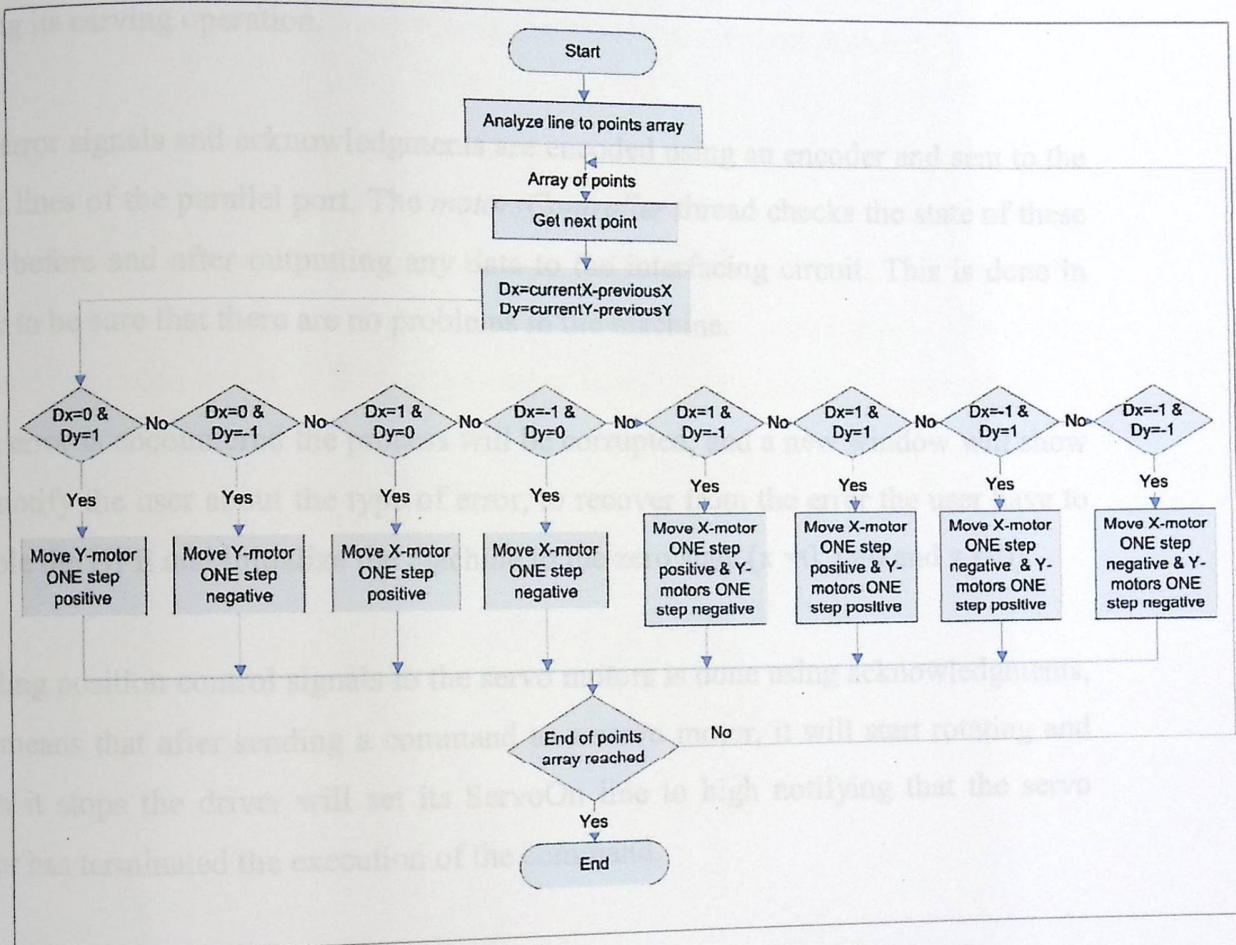 its carving operation.
Start
Analyze line to points array
signals and acknowledgments are encoded using an encoder and sent to the
Array of points
lines of the parallel port. The thread checks the state of these
Get next point
before and after outputting any data to the interfacing circuit. This is done in
Dx=currentX-previousX
Dy=currentY-previousY
to be sure that there are no problems in the machine.
Dx=0 &
Dy=1
No
Dx=0 &
Dy=-1
No
Dx=1 &
Dy=0
No
Dx=-1 &
Dy=0
No
Dx=1 &
Dy=-1
No
Dx=1 &
Dy=1
No
Dx=-1 &
Dy=1
No
Dx=-1 &
Dy=-1
the process will be corrupted and a new window will show
Yes
Yes
Yes
Yes
Yes
Yes
Yes
Yes
notify the user about the type of error, to recover from the error the user have to
Move Y-motor
ONE step
positive
Move Y-motor
ONE step
negative
Move X-motor
ONE step
positive
Move X-motor
ONE step
negative
Move X-motor
ONE step
positive & Y-
motors ONE
step negative
Move X-motor
ONE step
positive & Y-
motors ONE
step positive
Move X-motor
ONE step
negative & Y-
motors ONE
step positive
Move X-motor
ONE step
negative & Y-
motors ONE
step negative
position control signals to the servo motors is done using acknowledgments,
means that after sending a command motor, it will start rotating and
End of points
array reached
No
it stops the driver will set its ServoOn line to high notifying that the servo
Yes
has terminated the execution of the command.
End